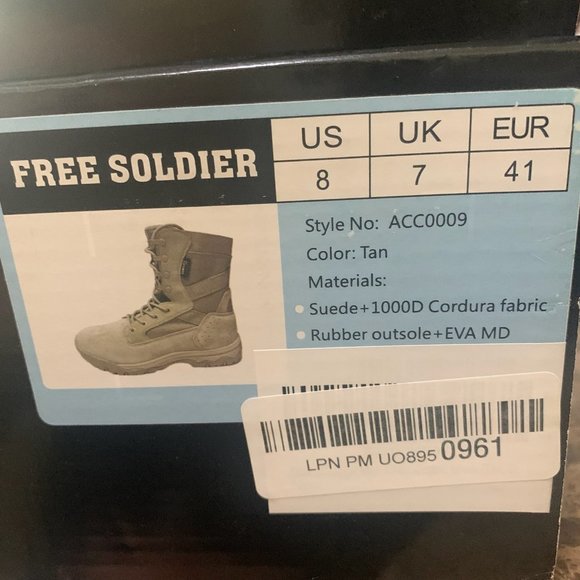 FREE SOLDIER
US UK EUR
8 7 41
Style No: ACC0009
Color: Tan
Materials:
Suede+1000D Cordura fabric
Rubber outsole+EVA MD
LPN PM UO895 0961